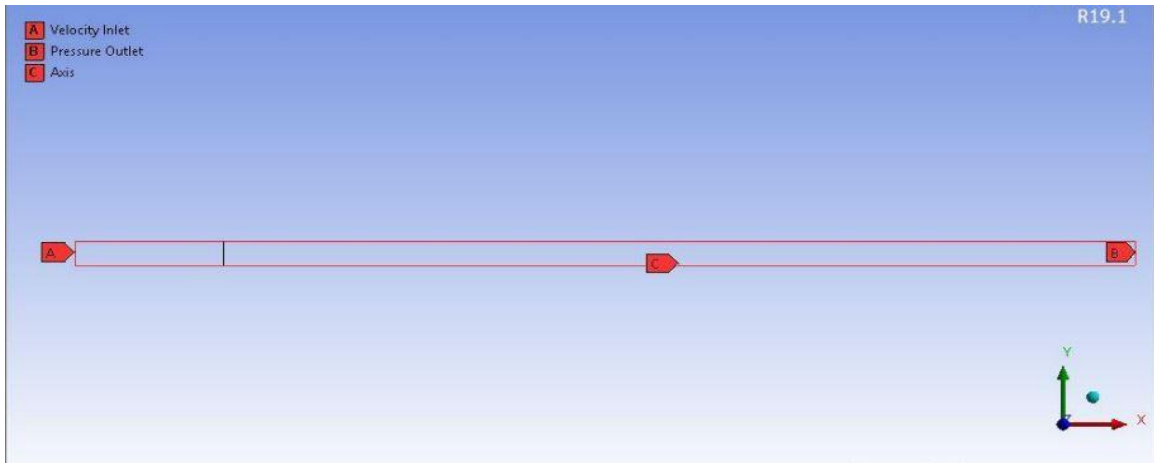 R19.1
A Velocity Inlet
B Pressure Outlet
C Axis
A
C
B
Y
Z
X